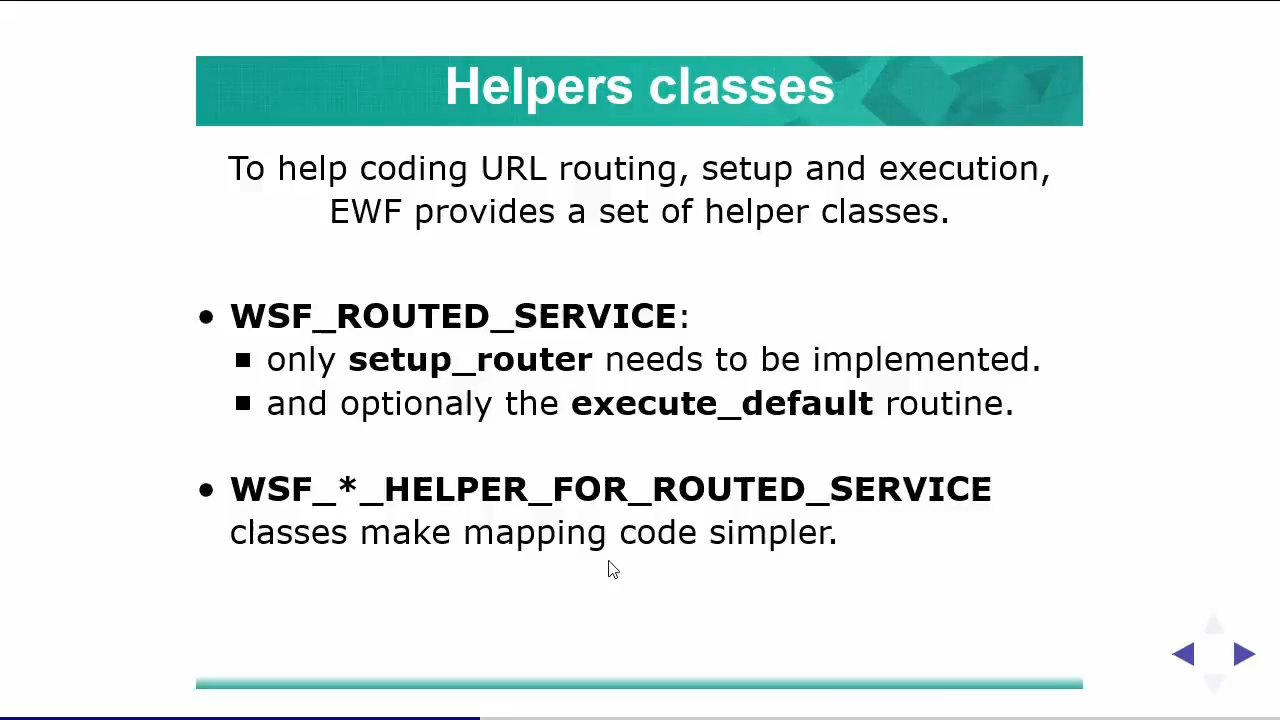 Helpers classes
To help coding URL routing, setup and execution,
EWF provides a set of helper classes.
• WSF_ROUTED_SERVICE:
▪ only setup_router needs to be implemented.
▪ and optionaly the execute_default routine.
• WSF_*_HELPER_FOR_ROUTED_SERVICE
classes make mapping code simpler.